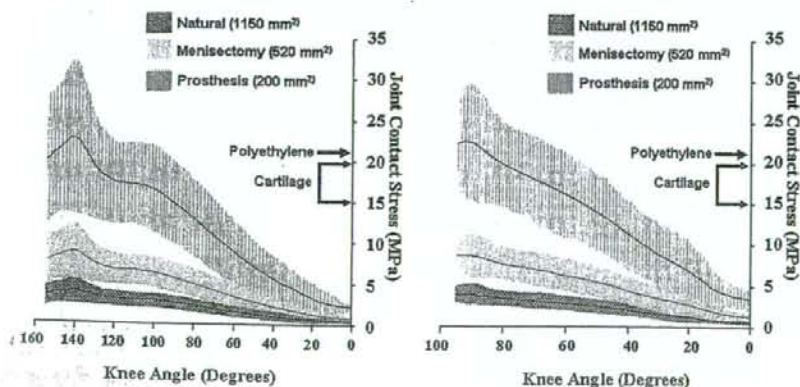 Natural (1150 mm²)
Menisectomy (520 mm²)
Prosthesis (200 mm²)
Polyethylene
Cartilage
35
30
25
20
15
10
5
0
Joint Contact Stress (MPa)
160 140 120 100 80 60 40 20 0
Knee Angle (Degrees)
Natural (1150 mm²)
Menisectomy (520 mm²)
Prosthesis (200 mm²)
Polyethylene
Cartilage
35
30
25
20
15
10
5
0
Joint Contact Stress (MPa)
100 80 60 40 20 0
Knee Angle (Degrees)